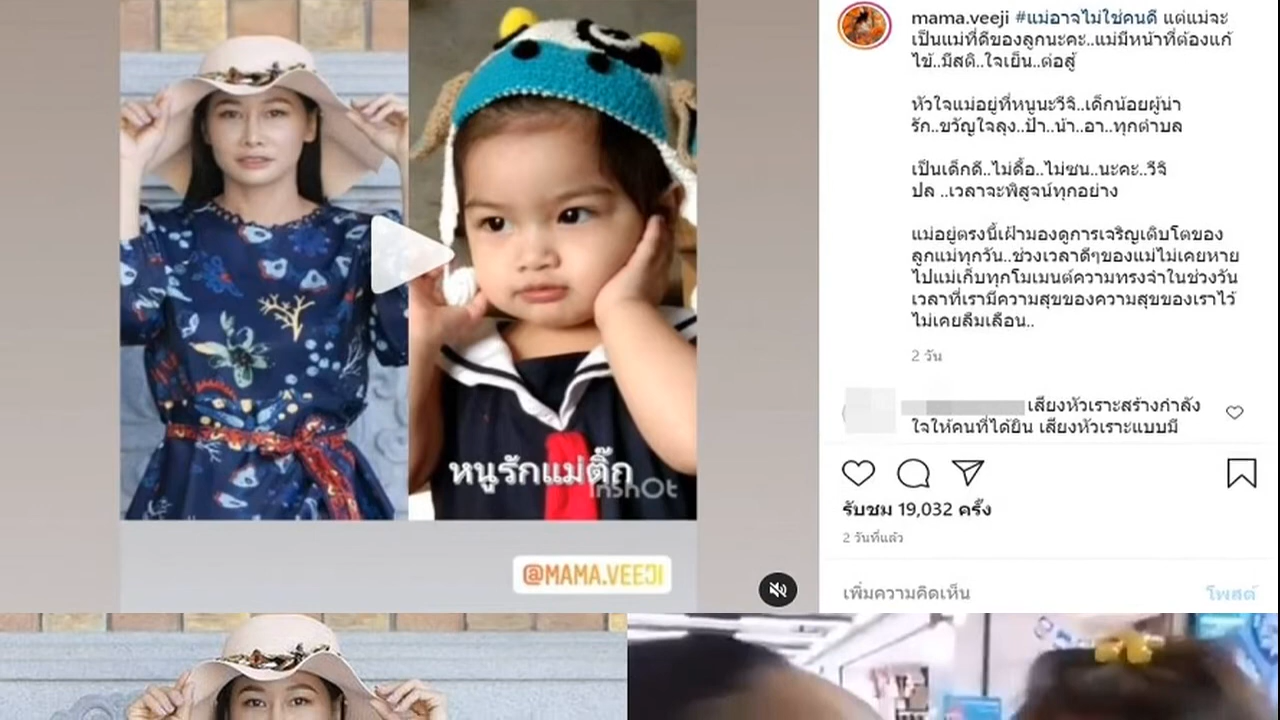 หนูรักแม่ติ๊ก
InShOt
@MAMA.VEEJI
mama.veeji #แม่อาจไม่ใช่คนดี แต่แม่จะ
เป็นแม่ที่ดีของลูกนะคะ..แม่มีหน้าที่ต้องแก้
ไข้..มีสติ..ใจเย็น..ต่อสู้
หัวใจแม่อยู่ที่หนูนะวีจิ..เด็กน้อยผู้น่า
รัก..ขวัญใจลุง..ป้า..น้า..อา..ทุกตำบล
เป็นเด็กดี..ไม่ดื้อ..ไม่ซน..นะคะ..วีจิ
ปล ..เวลาจะพิสูจน์ทุกอย่าง
แม่อยู่ตรงนี้เฝ้ามองดูการเจริญเติบโตของ
ลูกแม่ทุกวัน..ช่วงเวลาดีๆของแม่ไม่เคยหาย
ไปแม่เก็บทุกโมเมนต์ความทรงจำในช่วงวัน
เวลาที่เรามีความสุขของความสุขของเราไว้
ไม่เคยลืมเลือน..
2 วัน
เสียงหัวเราะสร้างกำลัง
ใจให้คนที่ได้ยิน เสียงหัวเราะแบบมี
รับชม 19,032 ครั้ง
2 วันที่แล้ว
เพิ่มความคิดเห็น
โพสต์